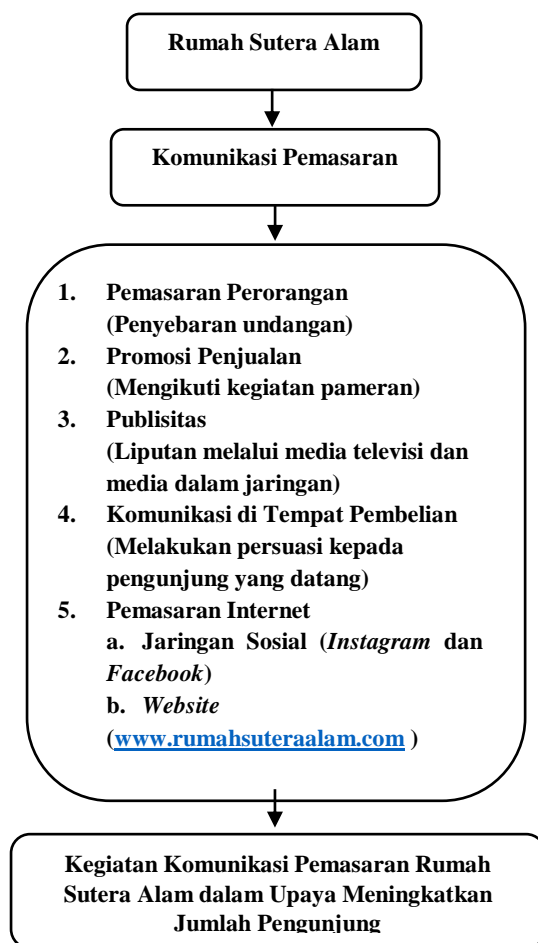 Rumah Sutera Alam
Komunikasi Pemasaran
1. Pemasaran Perorangan
(Penyebaran undangan)
2. Promosi Penjualan
(Mengikuti kegiatan pameran)
3. Publisitas
(Liputan melalui media televisi dan
media dalam jaringan)
4. Komunikasi di Tempat Pembelian
(Melakukan persuasi kepada
pengunjung yang datang)
5. Pemasaran Internet
a. Jaringan Sosial (Instagram dan
Facebook)
b. Website
(www.rumahsuteraalam.com )
Kegiatan Komunikasi Pemasaran Rumah
Sutera Alam dalam Upaya Meningkatkan
Jumlah Pengunjung